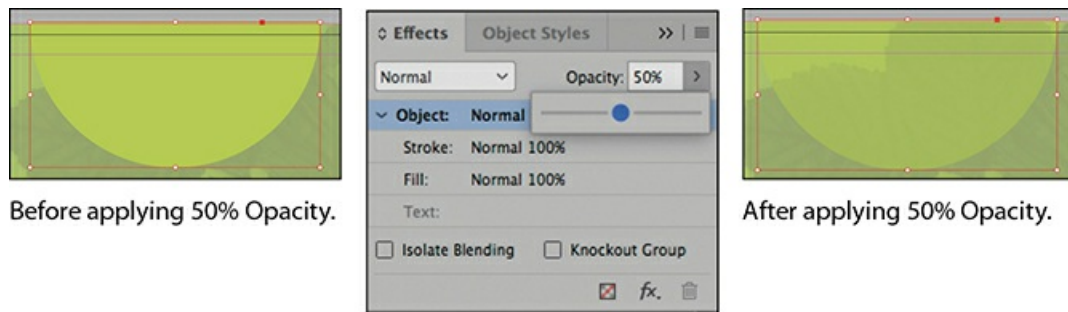 Effects Object Styles
Normal Opacity: 50%
Object: Normal
Stroke: Normal 100%
Fill: Normal 100%
Text:
Isolate Blending Knockout Group
fx.
Before applying 50% Opacity.
After applying 50% Opacity.